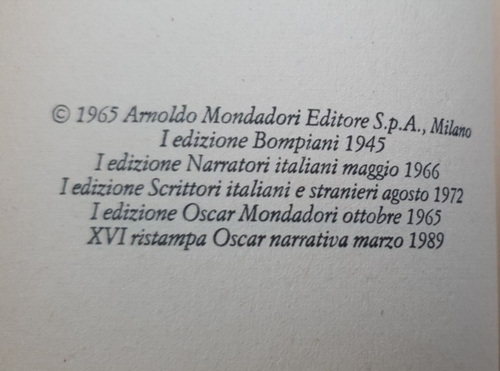 © 1965 Arnoldo Mondadori Editore S.p.A., Milano
I edizione Bompiani 1945
I edizione Narratori italiani maggio 1966
I edizione Scrittori italiani e stranieri agosto 1972
I edizione Oscar Mondadori ottobre 1965
XVI ristampa Oscar narrativa marzo 1989